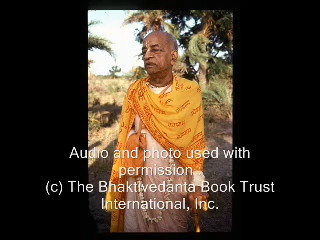 Audio and photo used with
permission
(c) The Bhaktivedanta Book Trust
International, Inc.